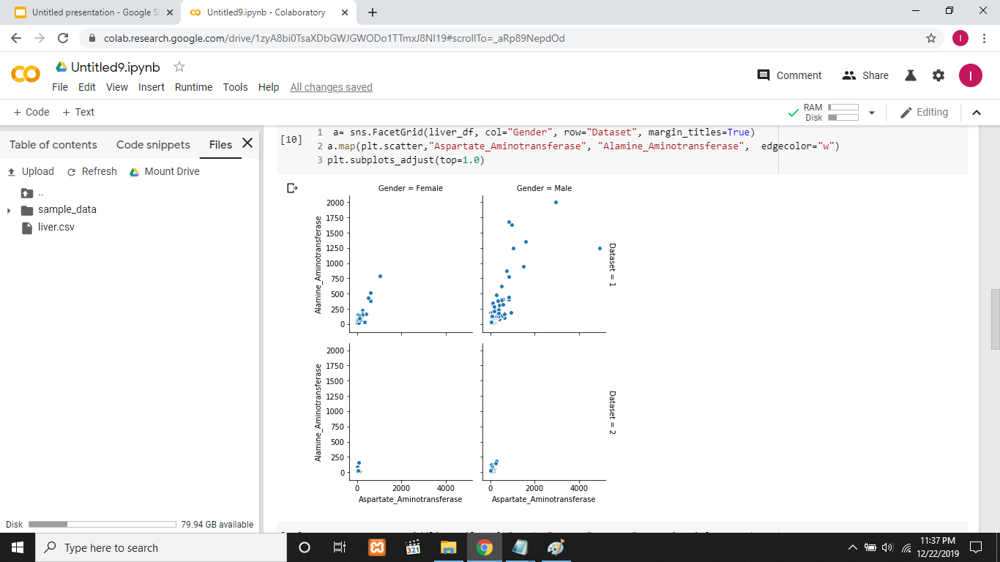 Untitled presentation - Google Sl
Untitled9.ipynb - Colaboratory
colab.research.google.com/drive/1zyA8bi0TsaXDbGWJGWODo1TTmxJ8NI19#scrollTo=_aRp89NepdOd
I
Untitled9.ipynb
File Edit View Insert Runtime Tools Help All changes saved
Comment Share I
+ Code + Text
RAM
Disk
Editing
Table of contents Code snippets Files
Upload Refresh Mount Drive
..
sample_data
liver.csv
Disk 79.94 GB available
[10]
1 a= sns.FacetGrid(liver_df, col="Gender", row="Dataset", margin_titles=True)
2 a.map(plt.scatter,"Aspartate_Aminotransferase", "Alamine_Aminotransferase", edgecolor="w")
3 plt.subplots_adjust(top=1.0)
Gender = Female Gender = Male
2000
1750
1500
1250
1000
750
500
250
0
Alamine_Aminotransferase
Dataset = 1
2000
1750
1500
1250
1000
750
500
250
0
Alamine_Aminotransferase
Dataset = 2
0 2000 4000 0 2000 4000
Aspartate_Aminotransferase Aspartate_Aminotransferase
Type here to search
321
11:37 PM
12/22/2019